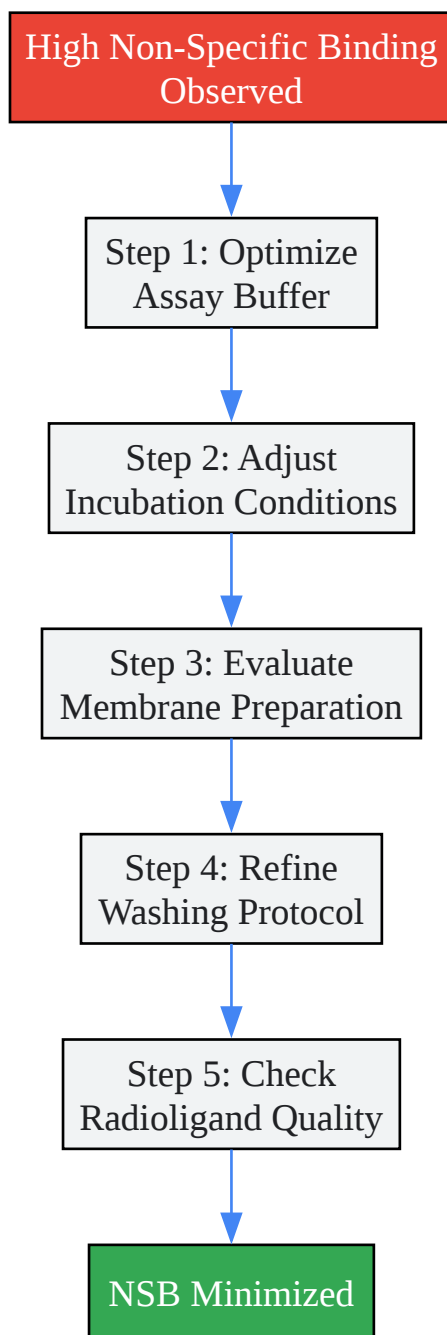 High Non-Specific Binding
Observed
Step 1: Optimize
Assay Buffer
Step 2: Adjust
Incubation Conditions
Step 3: Evaluate
Membrane Preparation
Step 4: Refine
Washing Protocol
Step 5: Check
Radioligand Quality
NSB Minimized